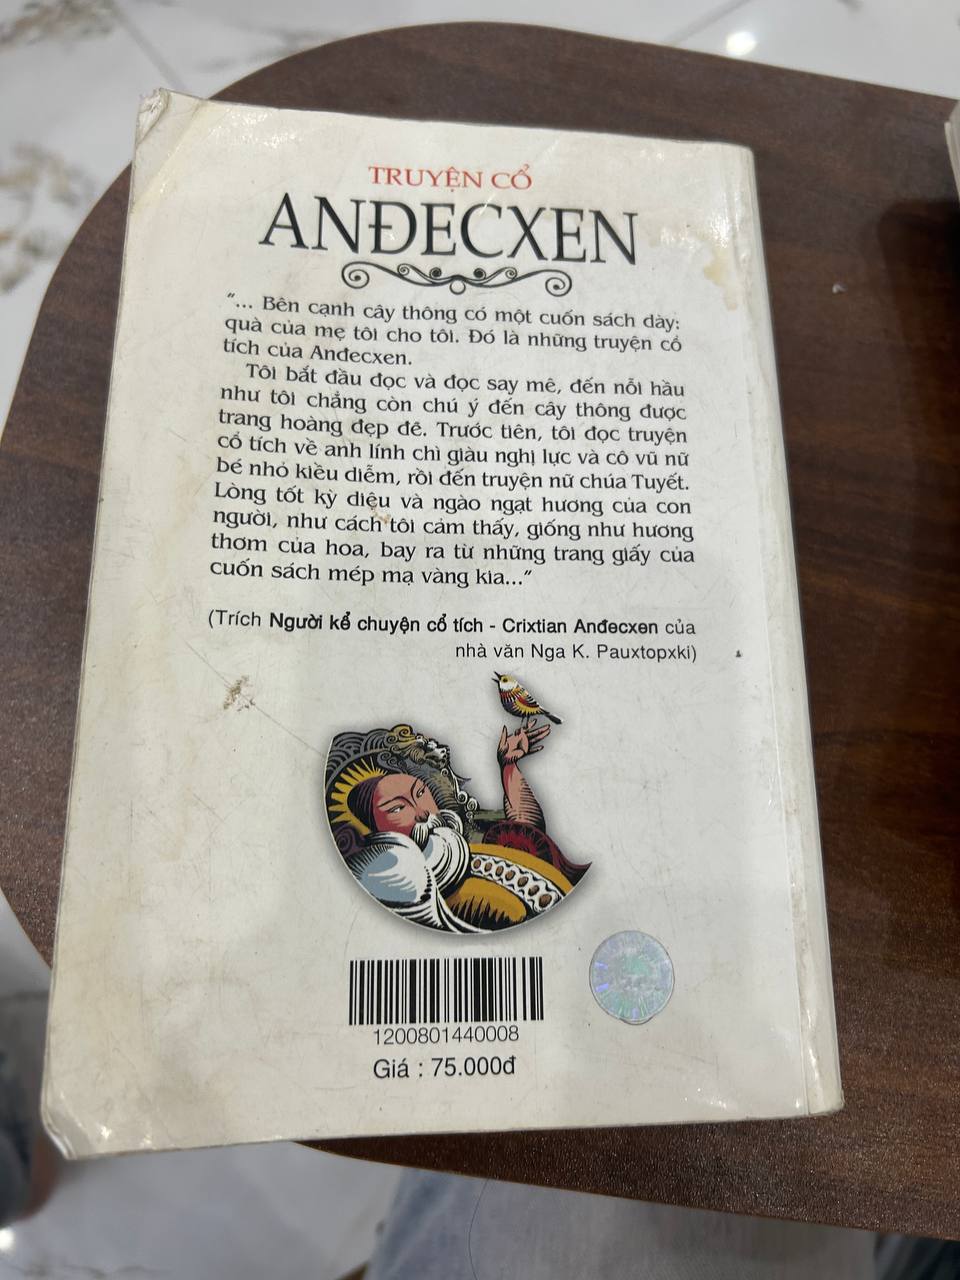 TRUYỆN CỔ
ANĐECXEN
"... Bên cạnh cây thông có một cuốn sách dày:
quà của mẹ tôi cho tôi. Đó là những truyện cổ
tích của Anđecxen.
Tôi bắt đầu đọc và đọc say mê, đến nỗi hầu
như tôi chẳng còn chú ý đến cây thông được
trang hoàng đẹp đẽ. Trước tiên, tôi đọc truyện
cổ tích về anh lính chì giàu nghị lực và cô vũ nữ
bé nhỏ kiều diễm, rồi đến truyện nữ chúa Tuyết.
Lòng tốt kỳ diệu và ngào ngạt hương của con
người, như cách tôi cảm thấy, giống như hương
thơm của hoa, bay ra từ những trang giấy của
cuốn sách mép mạ vàng kia..."
(Trích Người kể chuyện cổ tích - Crixtian Anđecxen của
nhà văn Nga K. Pauxtopxki)
1200801440008
Giá : 75.000đ